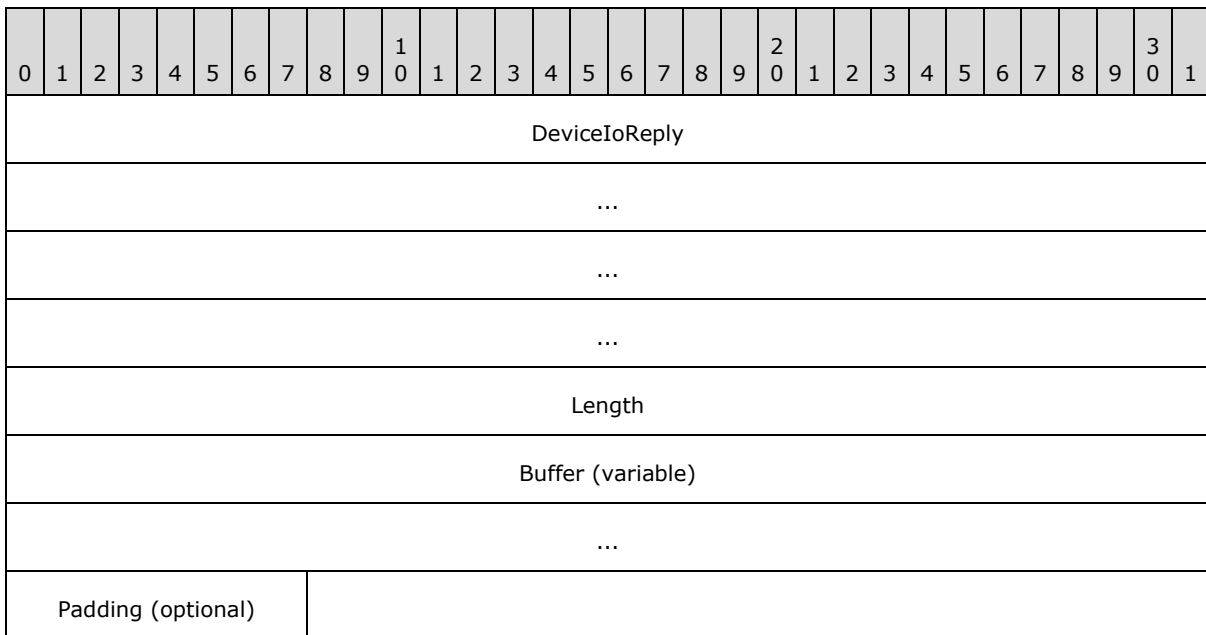 1 2 3
0 1 2 3 4 5 6 7 8 9 0 1 2 3 4 5 6 7 8 9 0 1 2 3 4 5 6 7 8 9 0 1
DeviceIoReply
...
...
...
Length
Buffer (variable)
...
Padding (optional)